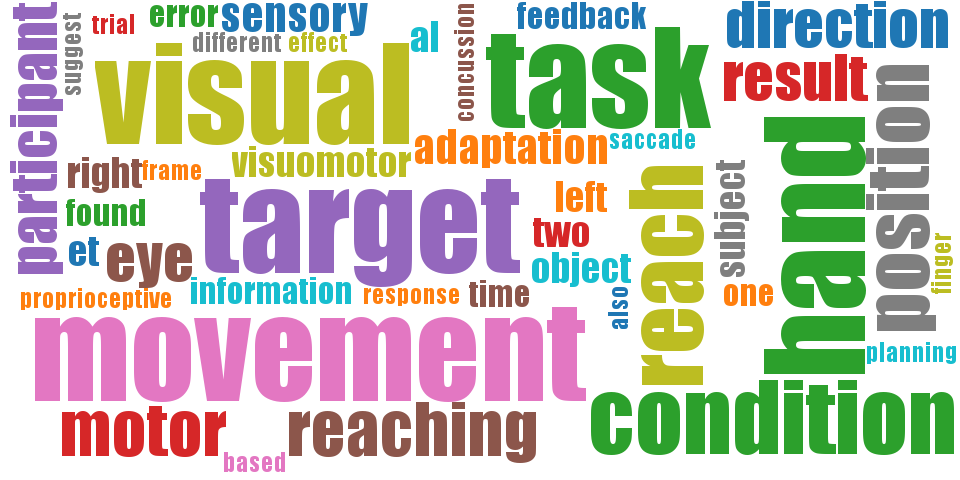 participant
suggest
trial
error
sensory
different
effect
al
concussion
feedback
direction
visual
task
result
position
visuomotor
adaptation
saccade
right
frame
target
left
reach
subject
hand
found
et
eye
two
object
one
finger
proprioceptive
information
response
time
also
planning
movement
condition
motor
reaching
based